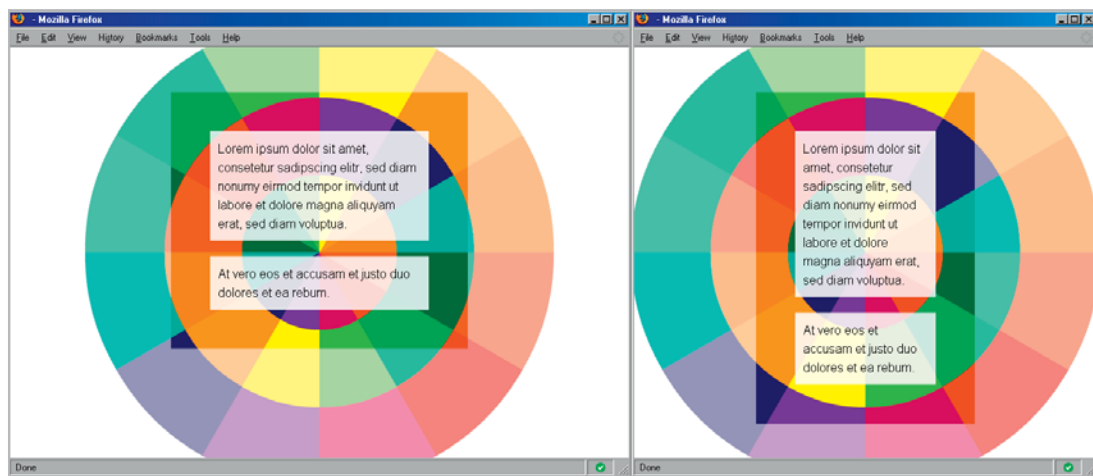 - Mozilla Firefox
File Edit View History Bookmarks Tools Help
Lorem ipsum dolor sit amet,
consetetur sadipscing elitr, sed diam
nonumy eirmod tempor invidunt ut
labore et dolore magna aliquyam
erat, sed diam voluptua.
At vero eos et accusam et justo duo
dolores et ea rebum.
Done
- Mozilla Firefox
File Edit View History Bookmarks Tools Help
Lorem ipsum dolor sit
amet, consetetur
sadipscing elitr, sed
diam nonumy eirmod
tempor invidunt ut
labore et dolore
magna aliquyam erat,
sed diam voluptua.
At vero eos et
accusam et justo duo
dolores et ea rebum.
Done